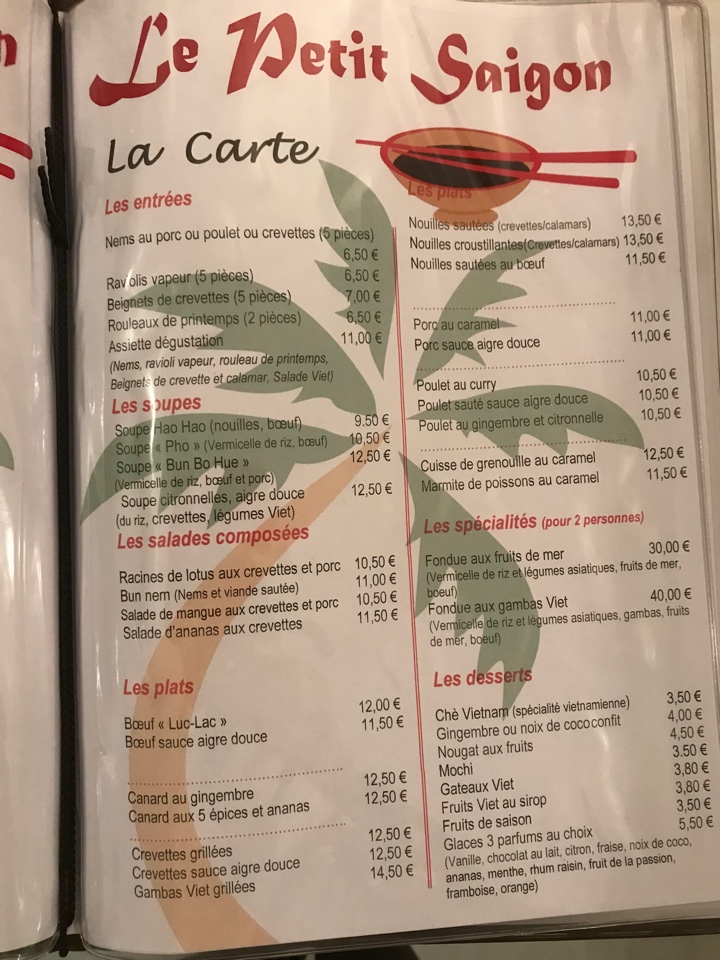 Le Petit Saigon
La Carte
Les entrées
Nems au porc ou poulet ou crevettes (5 pièces)
6,50 €
Raviolis vapeur (5 pièces) 6,50 €
Beignets de crevettes (5 pièces) 7,00 €
Rouleaux de printemps (2 pièces) 6,50 €
Assiette dégustation 11,00 €
(Nems, ravioli vapeur, rouleau de printemps,
Beignets de crevette et calamar, Salade Viet)
Les soupes
Soupe Hao Hao (nouilles, bœuf) 9.50 €
Soupe « Pho » (Vermicelle de riz, bœuf) 10,50 €
Soupe « Bun Bo Hue » 12,50 €
(Vermicelle de riz, bœuf et porc)
Soupe citronnelles, aigre douce 12,50 €
(du riz, crevettes, légumes Viet)
Les salades composées
Racines de lotus aux crevettes et porc 10,50 €
Bun nem (Nems et viande sautée) 11,00 €
Salade de mangue aux crevettes et porc 10,50 €
Salade d'ananas aux crevettes 11,50 €
Les plats
Bœuf « Luc-Lac » 12,00 €
Bœuf sauce aigre douce 11,50 €
Canard au gingembre 12,50 €
Canard aux 5 épices et ananas 12,50 €
Crevettes grillées 12,50 €
Crevettes sauce aigre douce 12,50 €
Gambas Viet grillées 14,50 €
Les plats
Nouilles sautées (crevettes/calamars) 13,50 €
Nouilles croustillantes(Crevettes/calamars) 13,50 €
Nouilles sautées au bœuf 11,50 €
Porc au caramel 11,00 €
Porc sauce aigre douce 11,00 €
Poulet au curry 10,50 €
Poulet sauté sauce aigre douce 10,50 €
Poulet au gingembre et citronnelle 10,50 €
Cuisse de grenouille au caramel 12,50 €
Marmite de poissons au caramel 11,50 €
Les spécialités (pour 2 personnes)
Fondue aux fruits de mer 30,00 €
(Vermicelle de riz et légumes asiatiques, fruits de mer,
boeuf)
Fondue aux gambas Viet 40,00 €
(Vermicelle de riz et légumes asiatiques, gambas, fruits
de mer, boeuf)
Les desserts
Chè Vietnam (spécialité vietnamienne) 3,50 €
Gingembre ou noix de coco confit 4,00 €
Nougat aux fruits 4,50 €
Mochi 3.50 €
Gateaux Viet 3,80 €
Fruits Viet au sirop 3,80 €
Fruits de saison 3,50 €
Glaces 3 parfums au choix 5,50 €
(Vanille, chocolat au lait, citron, fraise, noix de coco,
ananas, menthe, rhum raisin, fruit de la passion,
framboise, orange)